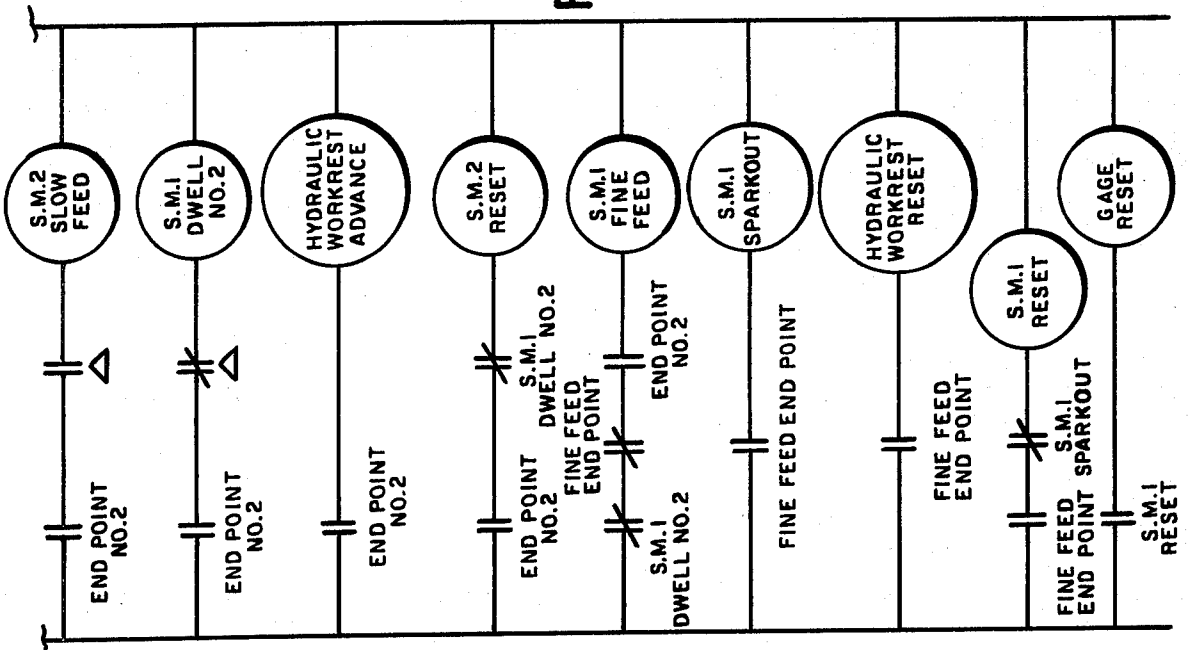 END POINT
NO.2
S.M.2
SLOW
FEED
END POINT
NO.2
S.M.1
DWELL
NO.2
END POINT
NO.2
HYDRAULIC
WORKREST
ADVANCE
END POINT
NO.2
S.M.1
DWELL NO.2
S.M.2
RESET
S.M.1
DWELL NO.2
FINE FEED
END POINT
END POINT
NO.2
S.M.1
FINE
FEED
FINE FEED END POINT
S.M.1
SPARKOUT
FINE FEED
END POINT
HYDRAULIC
WORKREST
RESET
FINE FEED
END POINT
S.M.1
SPARKOUT
S.M.1
RESET
S.M.1
RESET
GAGE
RESET